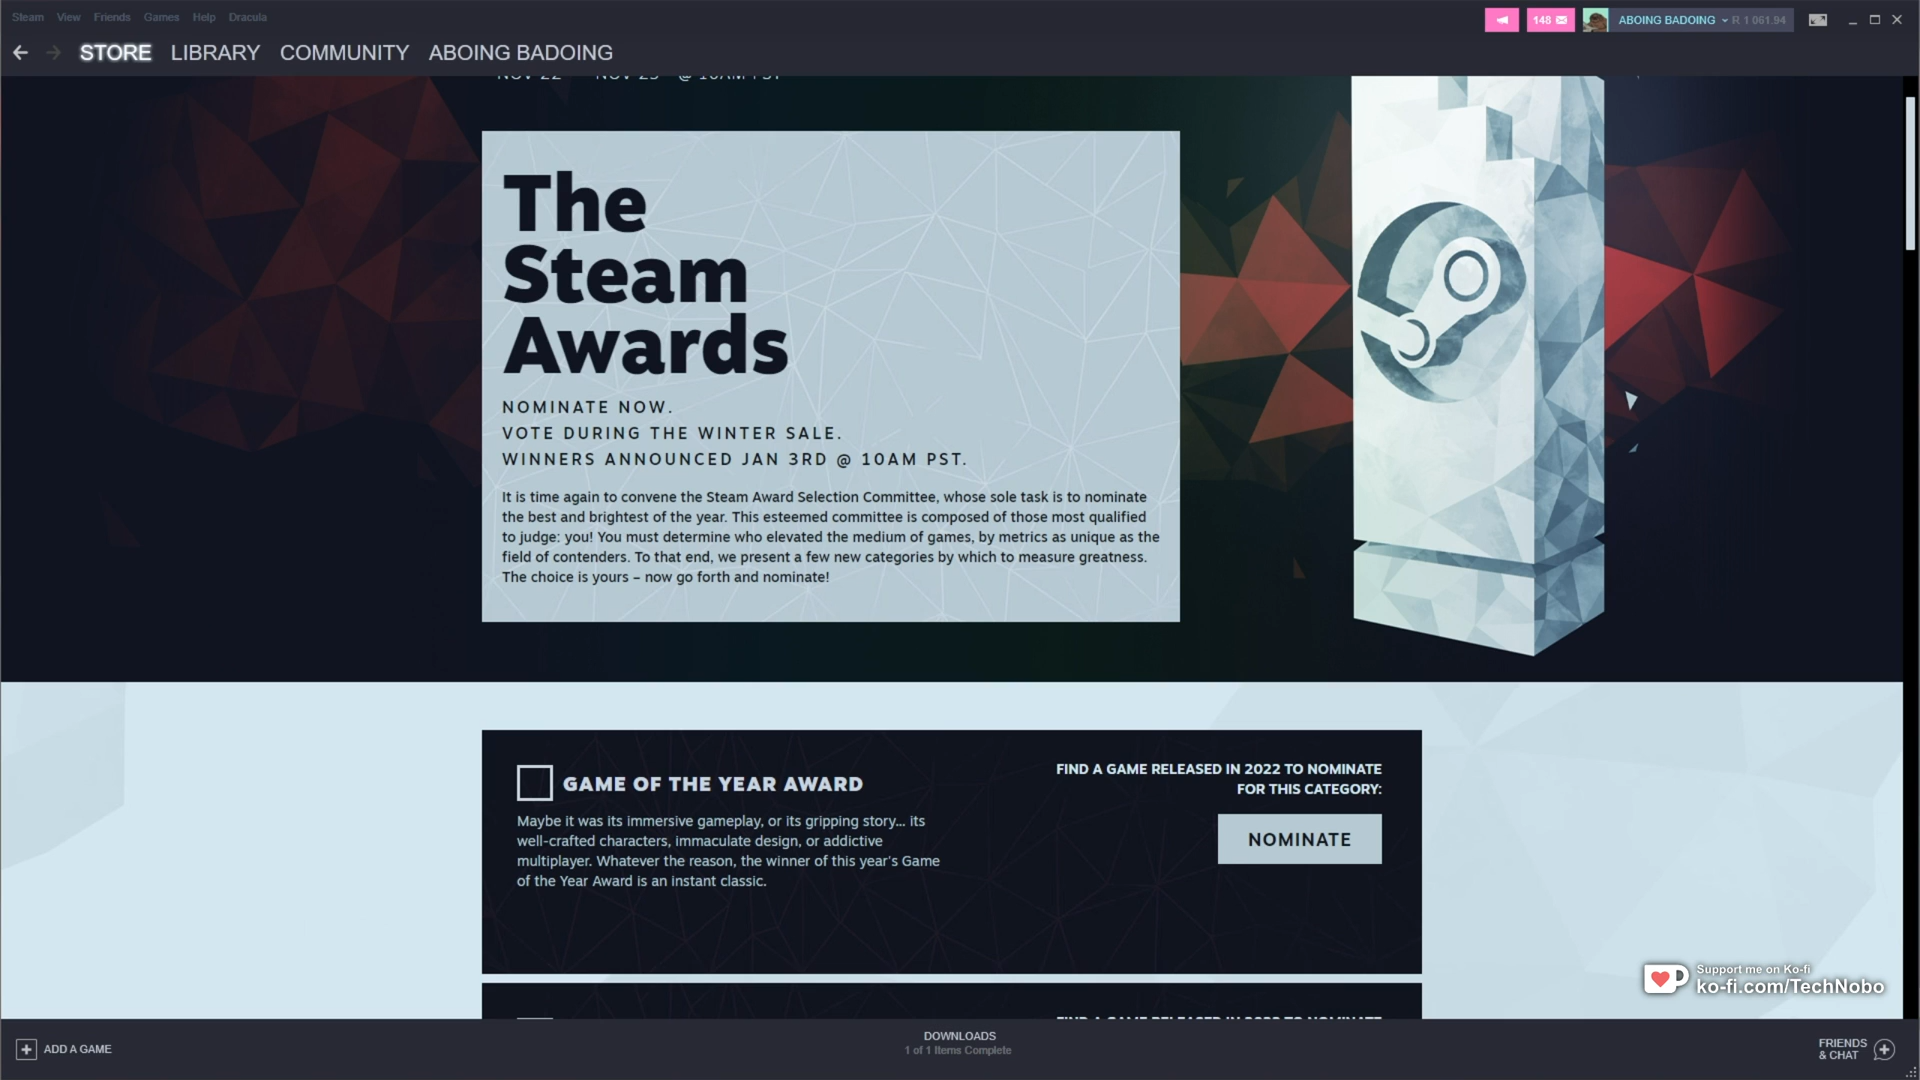 Steam View Friends Games Help Dracula
148 ABOING BADOING R 1 061.94
STORE LIBRARY COMMUNITY ABOING BADOING
The
Steam
Awards
NOMINATE NOW.
VOTE DURING THE WINTER SALE.
WINNERS ANNOUNCED JAN 3RD @ 10AM PST.
It is time again to convene the Steam Award Selection Committee, whose sole task is to nominate
the best and brightest of the year. This esteemed committee is composed of those most qualified
to judge: you! You must determine who elevated the medium of games, by metrics as unique as the
field of contenders. To that end, we present a few new categories by which to measure greatness.
The choice is yours – now go forth and nominate!
GAME OF THE YEAR AWARD
Maybe it was its immersive gameplay, or its gripping story... its
well-crafted characters, immaculate design, or addictive
multiplayer. Whatever the reason, the winner of this year's Game
of the Year Award is an instant classic.
FIND A GAME RELEASED IN 2022 TO NOMINATE
FOR THIS CATEGORY:
NOMINATE
Support me on Ko-fi
ko-fi.com/TechNobo
ADD A GAME
DOWNLOADS
1 of 1 Items Complete
FRIENDS
& CHAT